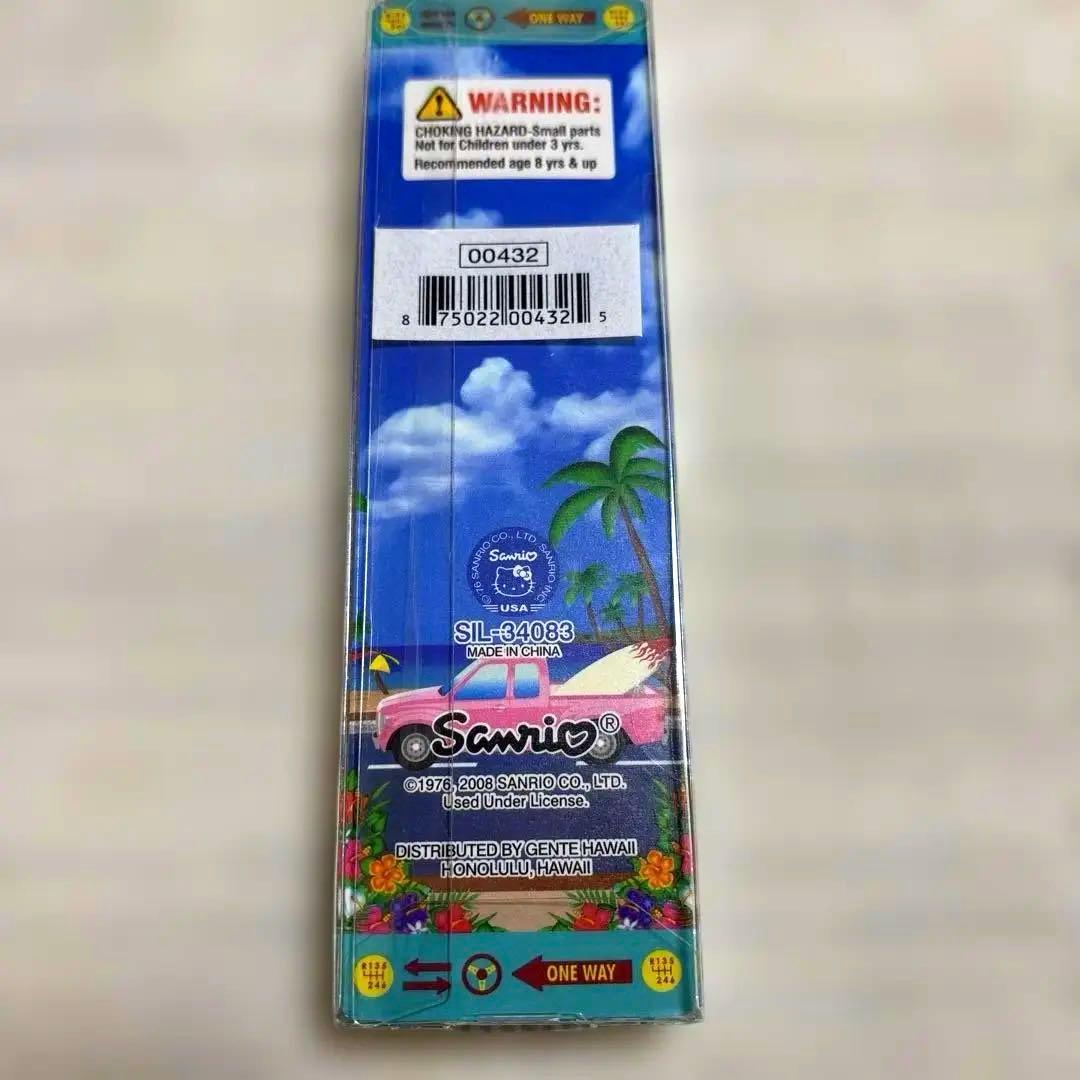 ONE WAY
WARNING:
CHOKING HAZARD-Small parts
Not for Children under 3 yrs.
Recommended age 8 yrs & up
00432
8 75022 00432 5
©'76 SANRIO CO., LTD. SANRIO INC.
Sanrio
USA
SIL-34083
MADE IN CHINA
Sanrio®
©1976, 2008 SANRIO CO., LTD.
Used Under License.
DISTRIBUTED BY GENTE HAWAII
HONOLULU, HAWAII
R135 ONE WAY R135
246 246